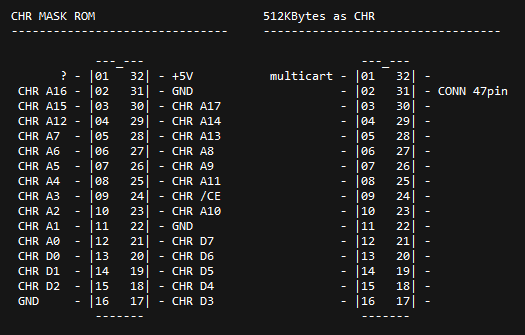 CHR MASK ROM                      512KBytes as CHR
-------------------------------   ----------------------------------
            ---_---                                ---_---
       ? - |01   32| - +5V         multicart - |01   32| -
 CHR A16 - |02   31| - GND                   - |02   31| - CONN 47pin
 CHR A15 - |03   30| - CHR A17               - |03   30| -
 CHR A12 - |04   29| - CHR A14               - |04   29| -
 CHR A7  - |05   28| - CHR A13               - |05   28| -
 CHR A6  - |06   27| - CHR A8                - |06   27| -
 CHR A5  - |07   26| - CHR A9                - |07   26| -
 CHR A4  - |08   25| - CHR A11               - |08   25| -
 CHR A3  - |09   24| - CHR /CE               - |09   24| -
 CHR A2  - |10   23| - CHR A10               - |10   23| -
 CHR A1  - |11   22| - GND                   - |11   22| -
 CHR A0  - |12   21| - CHR D7                - |12   21| -
 CHR D0  - |13   20| - CHR D6                - |13   20| -
 CHR D1  - |14   19| - CHR D5                - |14   19| -
 CHR D2  - |15   18| - CHR D4                - |15   18| -
 GND     - |16   17| - CHR D3                - |16   17| -
            -------                                -------